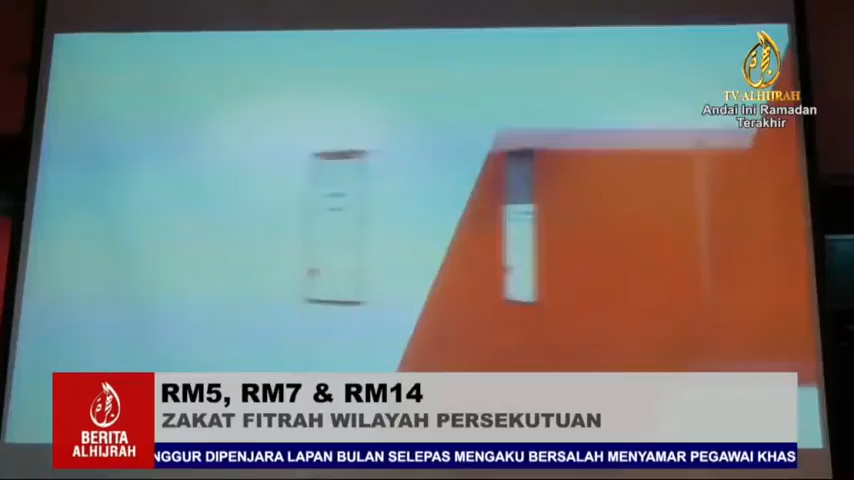 TV ALHIJRAH
Andai Ini Ramadan
Terakhir
RM5, RM7 & RM14
ZAKAT FITRAH WILAYAH PERSEKUTUAN
BERITA
ALHIJRAH
NGGUR DIPENJARA LAPAN BULAN SELEPAS MENGAKU BERSALAH MENYAMAR PEGAWAI KHAS